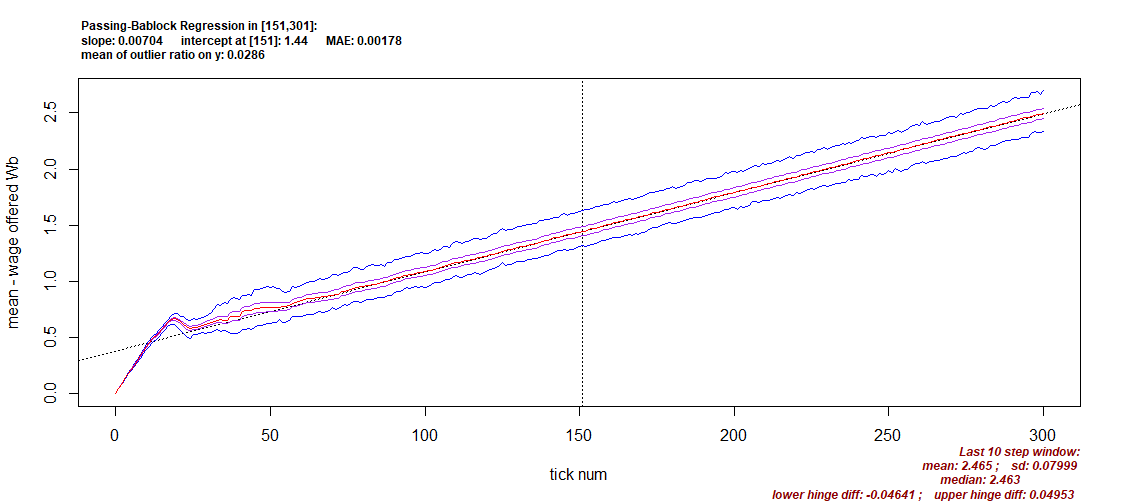 Passing-Bablock Regression in [151,301]:
slope: 0.00704 intercept at [151]: 1.44 MAE: 0.00178
mean of outlier ratio on y: 0.0286
mean - wage offered Wb
2.5
2.0
1.5
1.0
0.5
0.0
0 50 100 150 200 250 300
tick num
Last 10 step window:
mean: 2.465 ; sd: 0.07999
median: 2.463
lower hinge diff: -0.04641 ; upper hinge diff: 0.04953